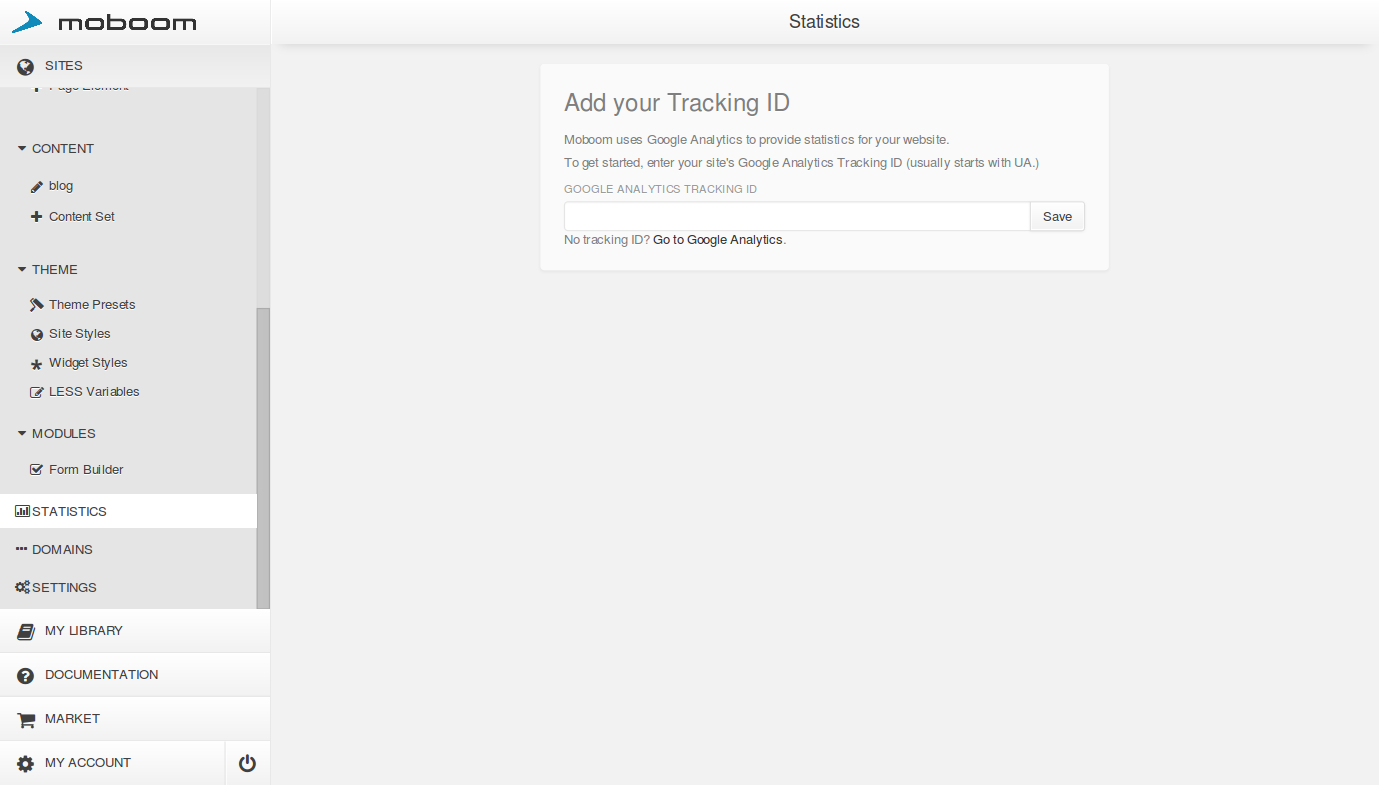 moboom
Statistics
SITES
Page Element
CONTENT
blog
Content Set
THEME
Theme Presets
Site Styles
Widget Styles
LESS Variables
MODULES
Form Builder
STATISTICS
DOMAINS
SETTINGS
MY LIBRARY
DOCUMENTATION
MARKET
MY ACCOUNT
Add your Tracking ID
Moboom uses Google Analytics to provide statistics for your website.
To get started, enter your site's Google Analytics Tracking ID (usually starts with UA.)
GOOGLE ANALYTICS TRACKING ID
Save
No tracking ID? Go to Google Analytics.